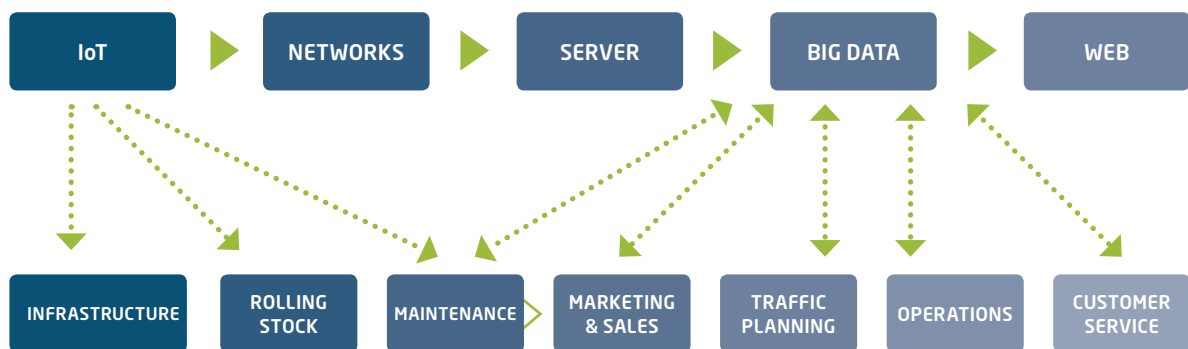 IoT
NETWORKS
SERVER
BIG DATA
WEB
INFRASTRUCTURE
ROLLING
STOCK
MAINTENANCE
MARKETING
& SALES
TRAFFIC
PLANNING
OPERATIONS
CUSTOMER
SERVICE